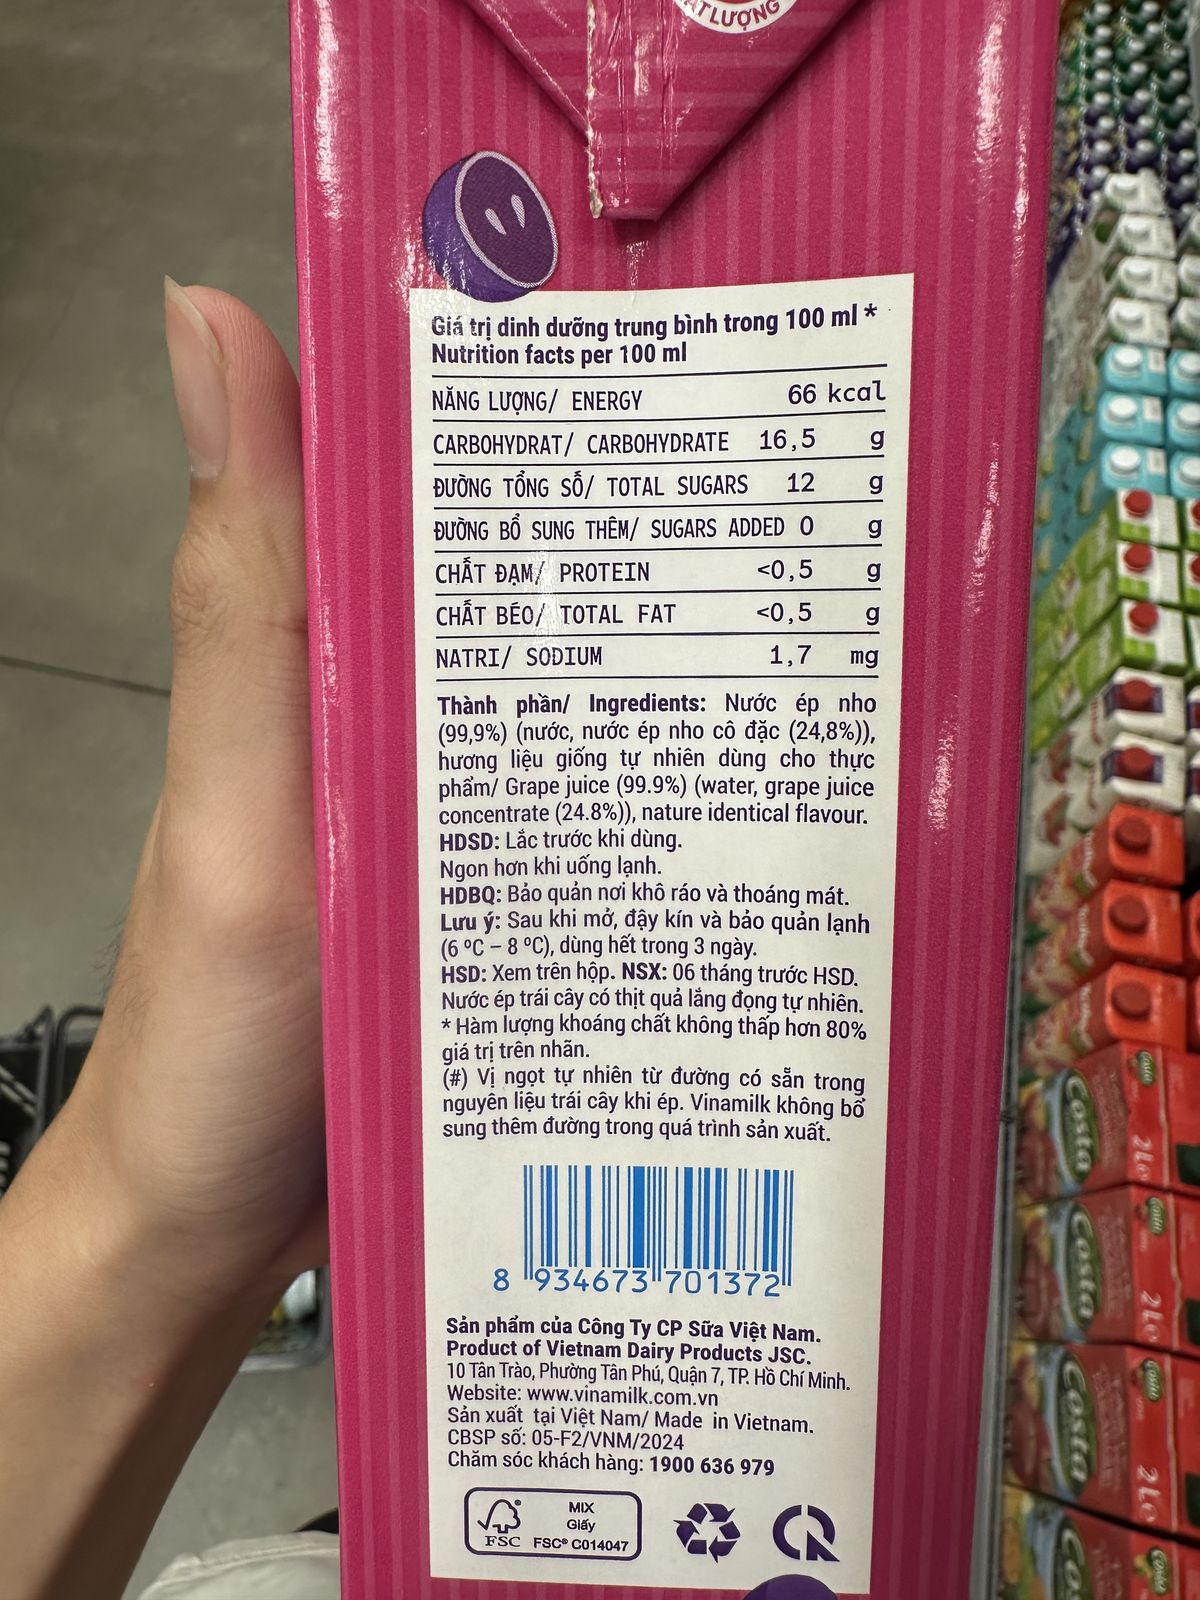 ẤT LƯỢNG
Giá trị dinh dưỡng trung bình trong 100 ml *
Nutrition facts per 100 ml
NĂNG LƯỢNG/ ENERGY 66 kcal
CARBOHYDRAT/ CARBOHYDRATE 16,5 g
ĐƯỜNG TỔNG SỐ/ TOTAL SUGARS 12 g
ĐƯỜNG BỔ SUNG THÊM/ SUGARS ADDED 0 g
CHẤT ĐẠM/ PROTEIN <0,5 g
CHẤT BÉO/ TOTAL FAT <0,5 g
NATRI/ SODIUM 1,7 mg
Thành phần/ Ingredients: Nước ép nho
(99,9%) (nước, nước ép nho cô đặc (24,8%)),
hương liệu giống tự nhiên dùng cho thực
phẩm/ Grape juice (99.9%) (water, grape juice
concentrate (24.8%)), nature identical flavour.
HDSD: Lắc trước khi dùng.
Ngon hơn khi uống lạnh.
HDBQ: Bảo quản nơi khô ráo và thoáng mát.
Lưu ý: Sau khi mở, đậy kín và bảo quản lạnh
(6 ºC – 8 ºC), dùng hết trong 3 ngày.
HSD: Xem trên hộp. NSX: 06 tháng trước HSD.
Nước ép trái cây có thịt quả lắng đọng tự nhiên.
* Hàm lượng khoáng chất không thấp hơn 80%
giá trị trên nhãn.
(#) Vị ngọt tự nhiên từ đường có sẵn trong
nguyên liệu trái cây khi ép. Vinamilk không bổ
sung thêm đường trong quá trình sản xuất.
8 934673 701372
Sản phẩm của Công Ty CP Sữa Việt Nam.
Product of Vietnam Dairy Products JSC.
10 Tân Trào, Phường Tân Phú, Quận 7, TP. Hồ Chí Minh.
Website: www.vinamilk.com.vn
Sản xuất tại Việt Nam/ Made in Vietnam.
CBSP số: 05-F2/VNM/2024
Chăm sóc khách hàng: 1900 636 979
MIX
Giấy
FSC FSC® C014047
Costa
2 Lo
Costa
Costa
2 Lo
Costa
Costa
2 Lo
Costa